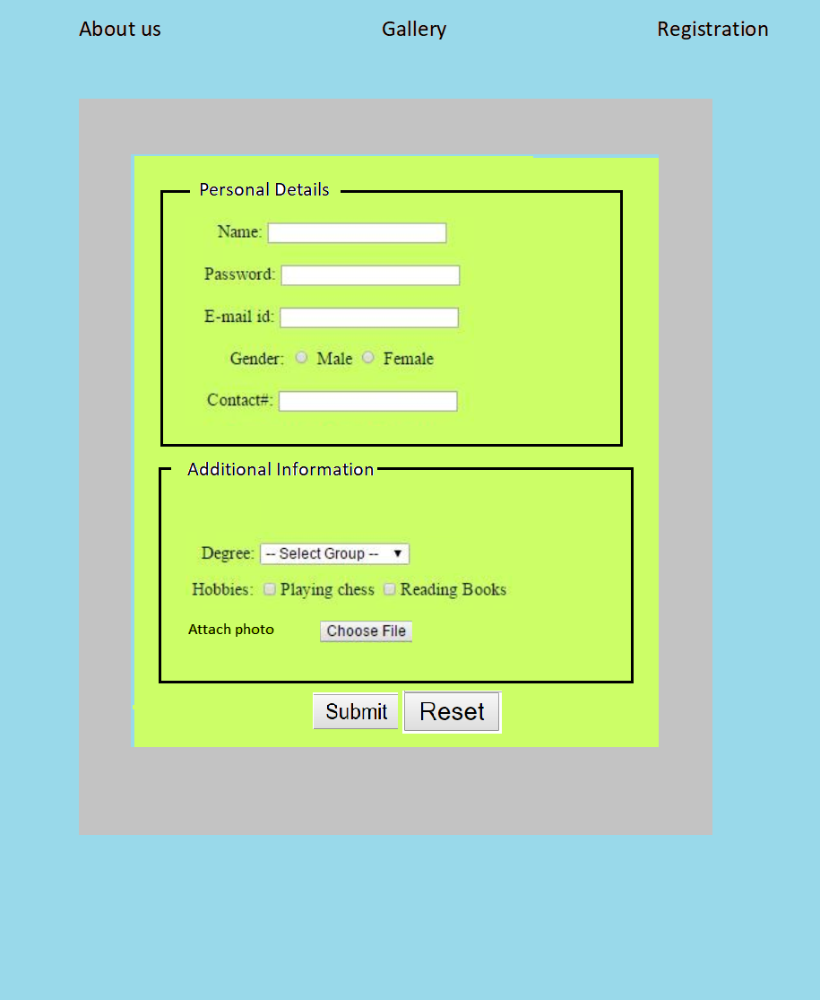 About us Gallery Registration
Personal Details
Name:
Password:
E-mail id:
Gender: Male Female
Contact#:
Additional Information
Degree: -- Select Group --
Hobbies: Playing chess Reading Books
Attach photo Choose File
Submit Reset